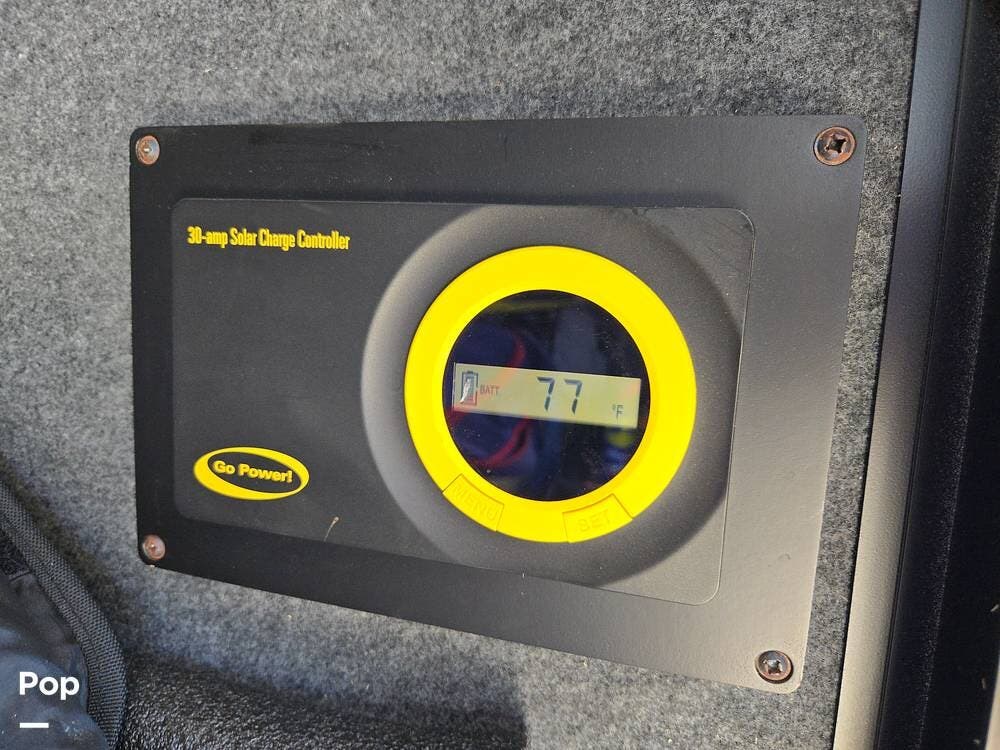 30-amp Solar Charge Controller
BATT
77
°F
Go Power!
MENU
SET
Pop